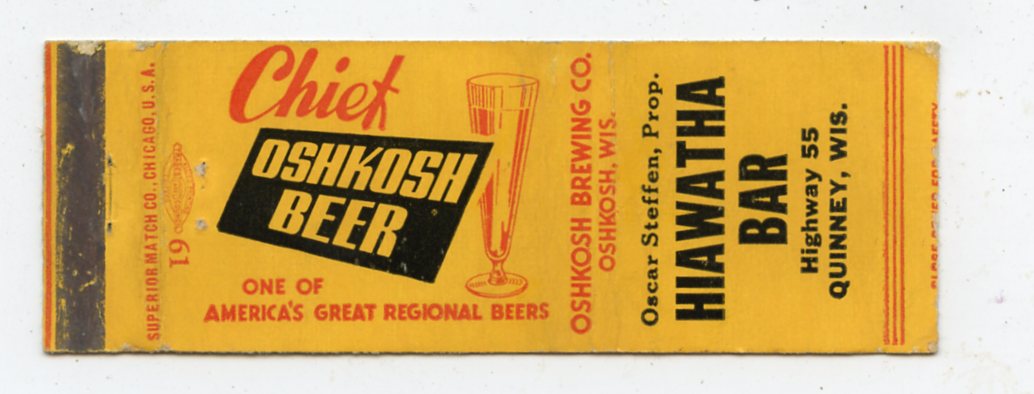 SUPERIOR MATCH CO., CHICAGO, U.S.A.
19
Chief
OSHKOSH
BEER
ONE OF
AMERICA'S GREAT REGIONAL BEERS
OSHKOSH BREWING CO.
OSHKOSH, WIS.
Oscar Steffen, Prop.
HIAWATHA
BAR
Highway 55
QUINNEY, WIS.